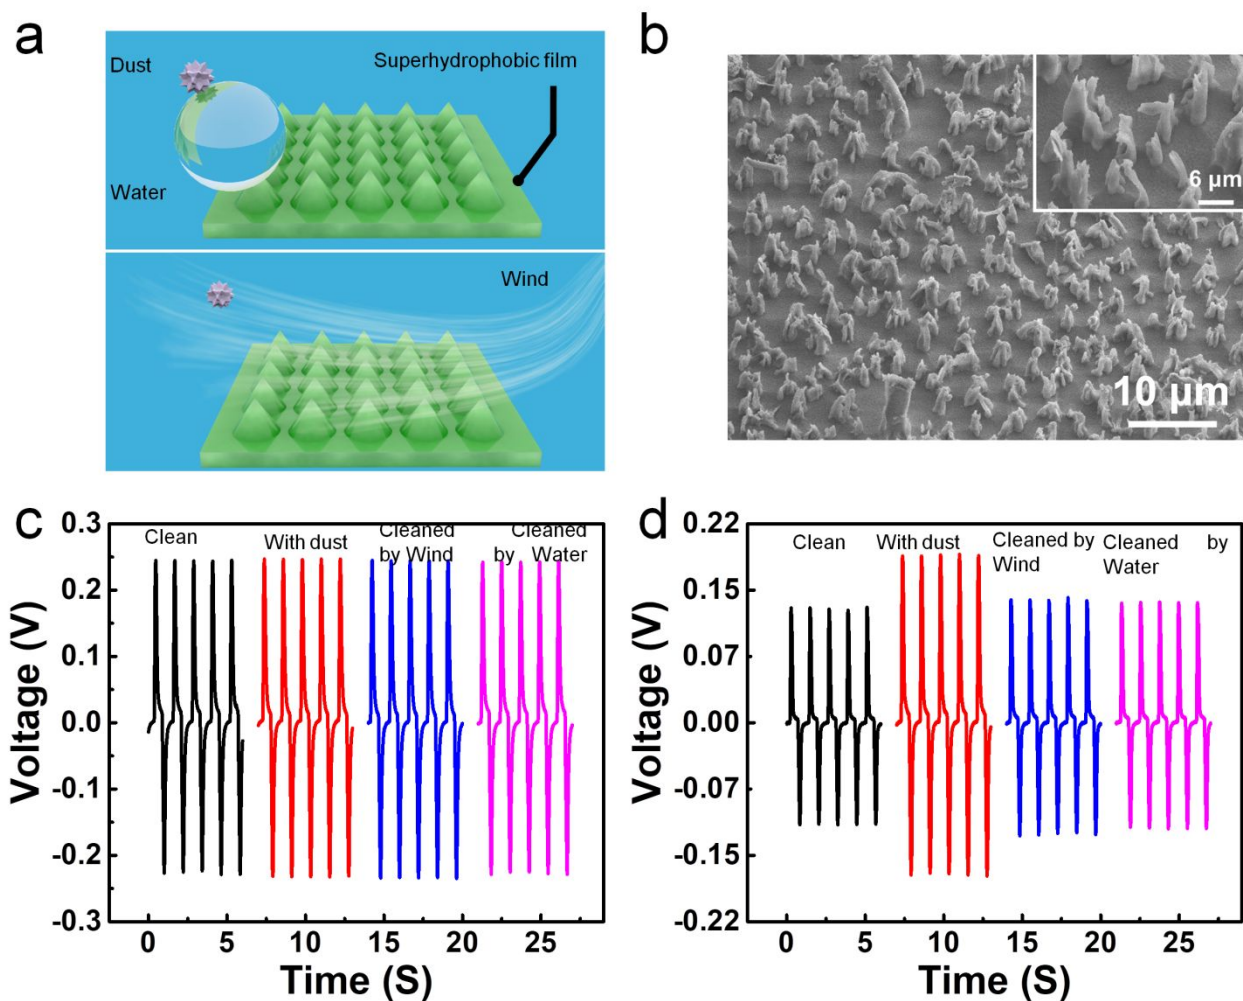 a
Dust
Superhydrophobic film
Water
Wind
b
6 μm
10 μm
c
0.3
0.2
0.1
0.0
-0.1
-0.2
-0.3
Voltage (V)
Clean
With dust
Cleaned
by Wind
Cleaned
by Water
0 5 10 15 20 25
Time (S)
d
0.22
0.15
0.07
0.00
-0.07
-0.15
-0.22
Voltage (V)
Clean
With dust
Cleaned by
Wind
Cleaned by
Water
0 5 10 15 20 25
Time (S)